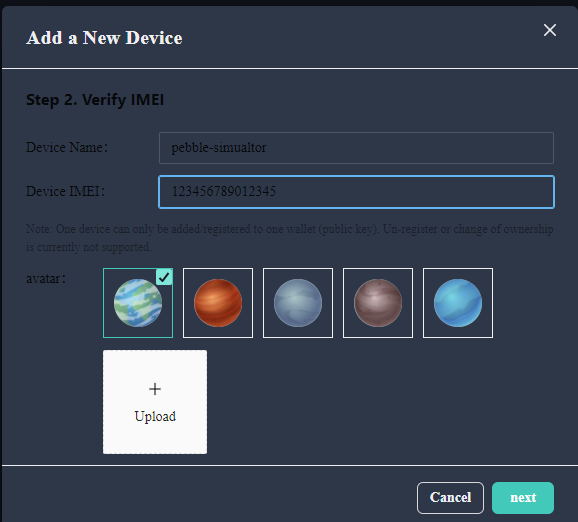 Add a New Device
Step 2. Verify IMEI
Device Name:
pebble-simualtor
Device IMEI:
123456789012345
Note: One device can only be added/registered to one wallet (public key). Un-register or change of ownership
is currently not supported.
avatar:
Upload
Cancel
next